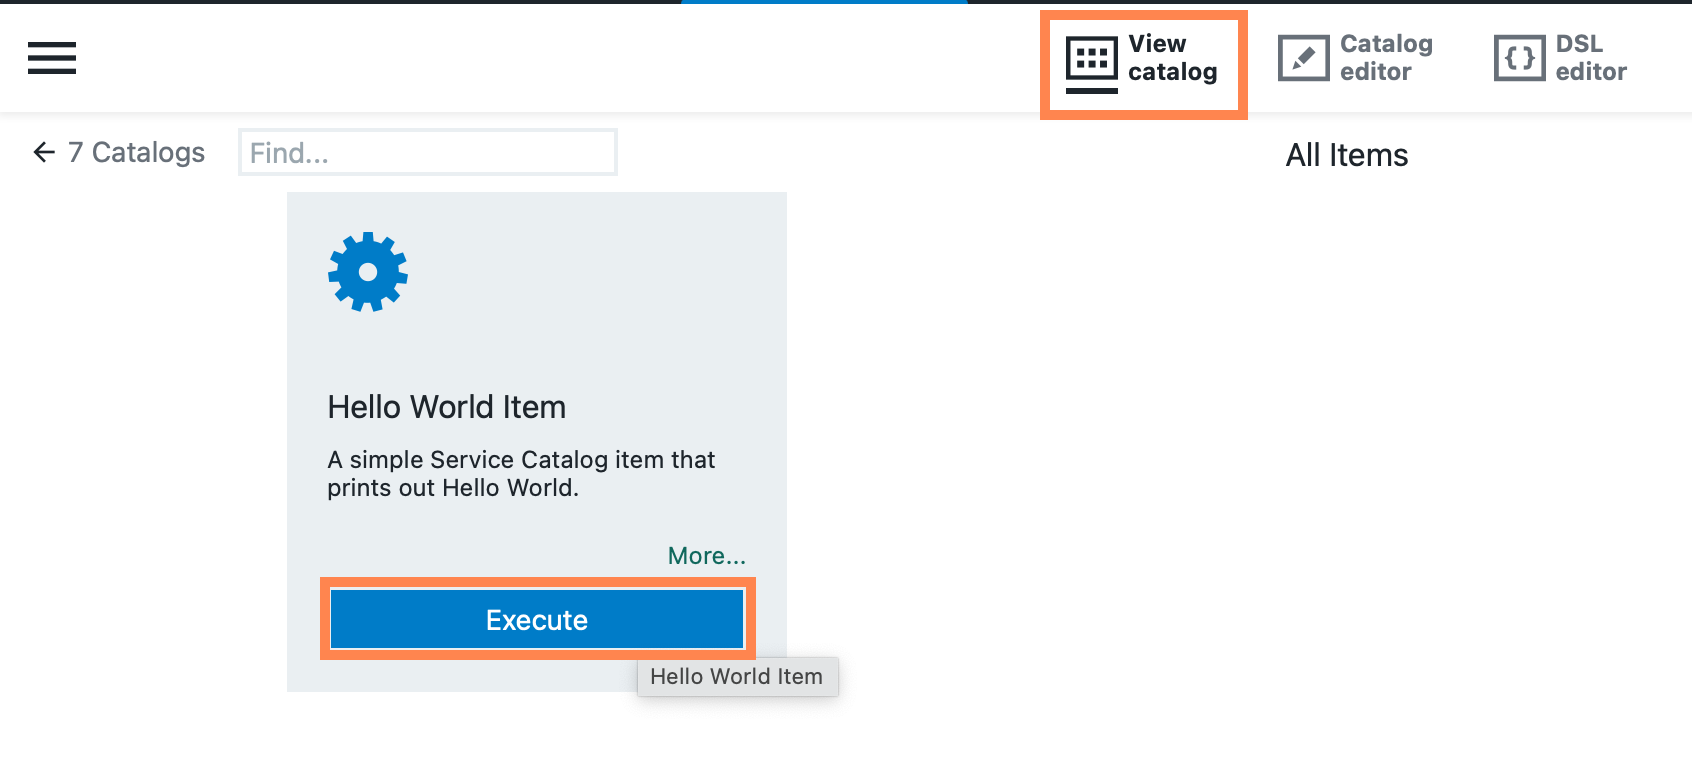 View
catalog
Catalog
editor
DSL
editor
7 Catalogs
Find...
All Items
Hello World Item
A simple Service Catalog item that
prints out Hello World.
More...
Execute
Hello World Item